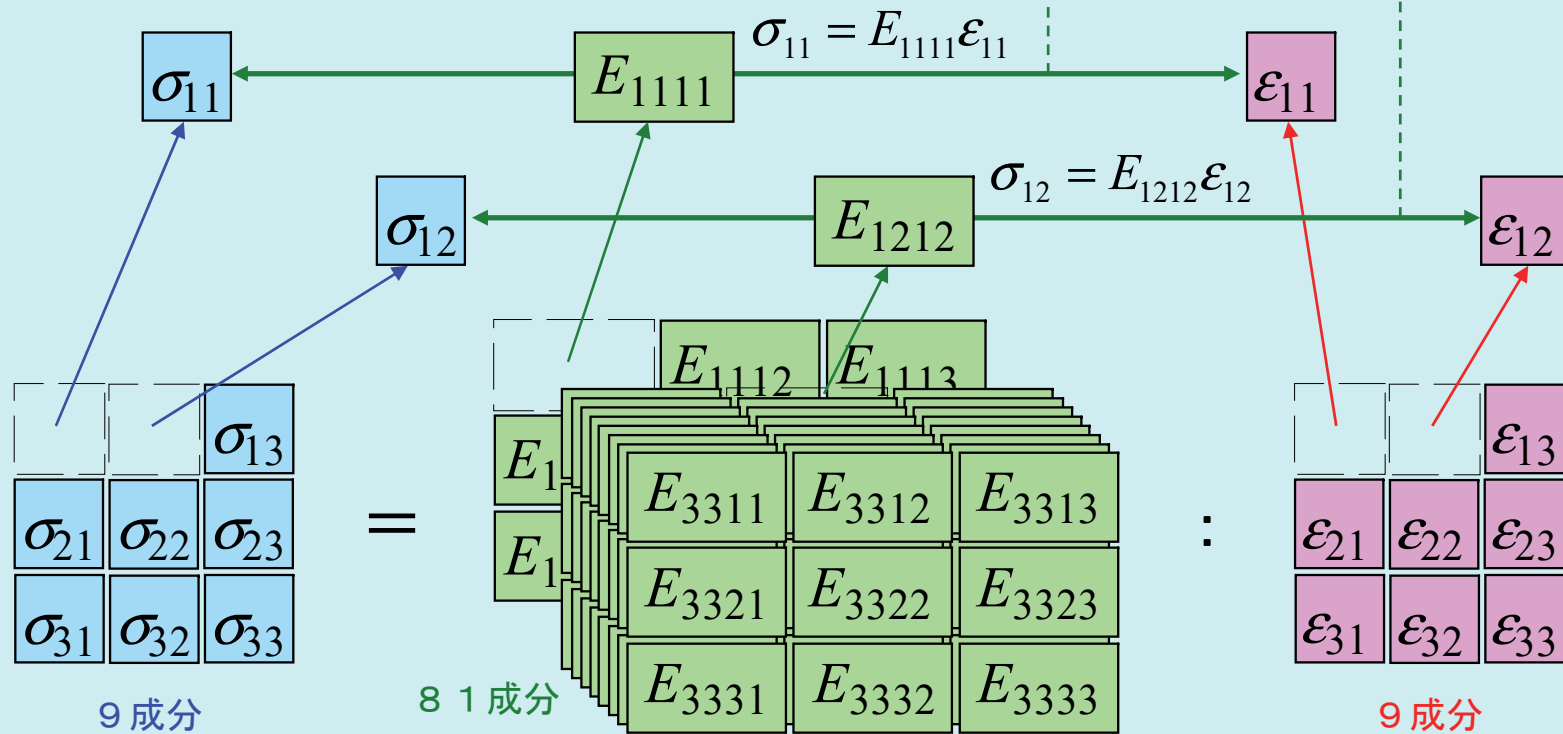 σ₁₁ = E₁₁₁₁ε₁₁
σ₁₁
E₁₁₁₁
ε₁₁
σ₁₂ = E₁₂₁₂ε₁₂
σ₁₂
E₁₂₁₂
ε₁₂
E₁₁₁₂ E₁₁₁₃
σ₁₃
σ₂₁ σ₂₂ σ₂₃
σ₃₁ σ₃₂ σ₃₃
=
E₃₃₁₁ E₃₃₁₂ E₃₃₁₃
E₃₃₂₁ E₃₃₂₂ E₃₃₂₃
E₃₃₃₁ E₃₃₃₂ E₃₃₃₃
:
ε₁₃
ε₂₁ ε₂₂ ε₂₃
ε₃₁ ε₃₂ ε₃₃
9成分
81成分
9成分